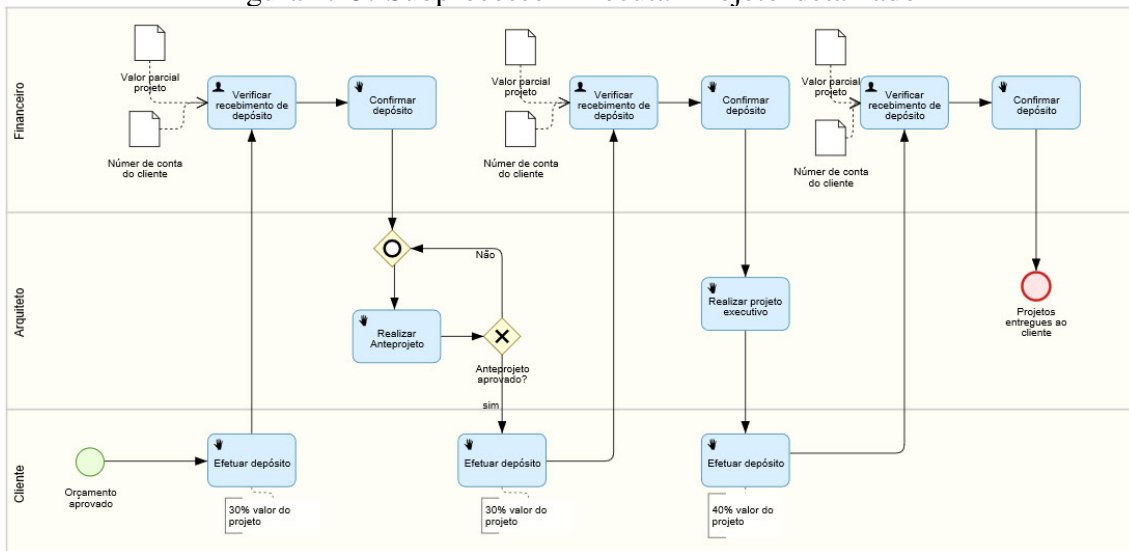 Financeiro
Valor parcial
projeto
Númer de conta
do cliente
Verificar
recebimento de
depósito
Confirmar
depósito
Valor parcial
projeto
Númer de conta
do cliente
Verificar
recebimento de
depósito
Confirmar
depósito
Valor parcial
projeto
Númer de conta
do cliente
Verificar
recebimento de
depósito
Confirmar
depósito
Arquiteto
Não
Realizar
Anteprojeto
Anteprojeto
aprovado?
sim
Realizar projeto
executivo
Projetos
entregues ao
cliente
Cliente
Orçamento
aprovado
Efetuar depósito
30% valor do
projeto
Efetuar depósito
30% valor do
projeto
Efetuar depósito
40% valor do
projeto